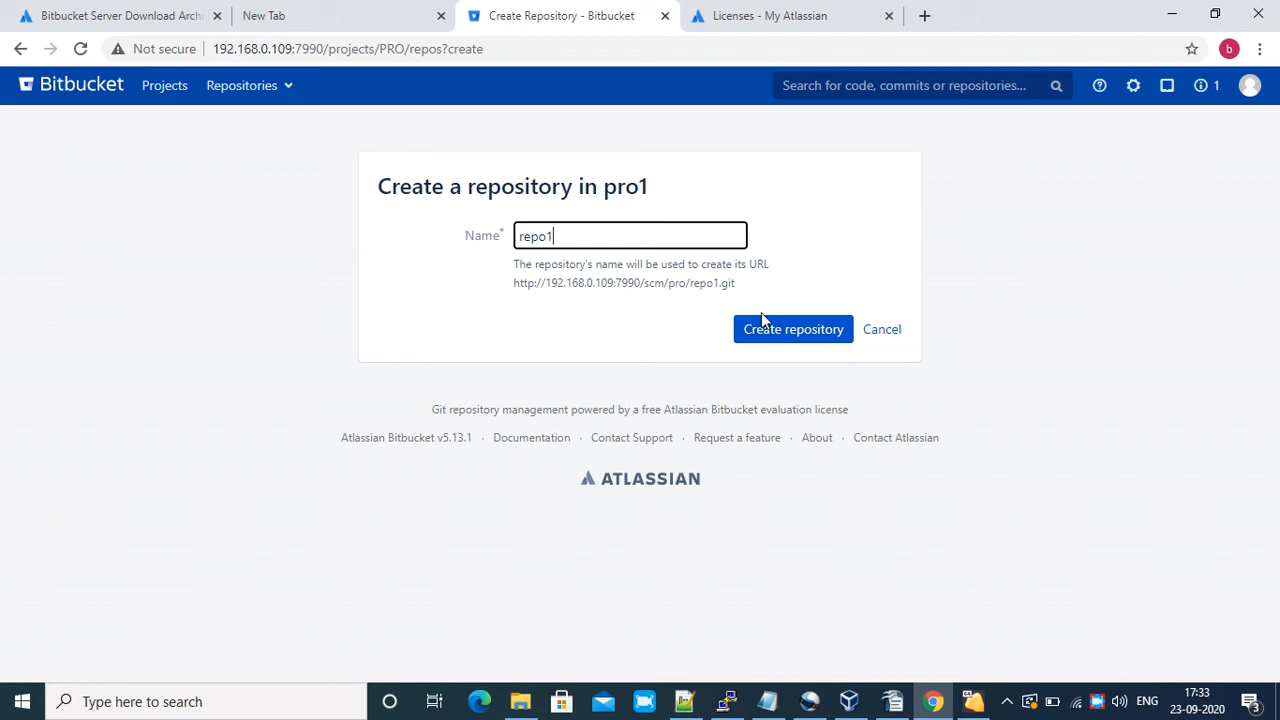 Bitbucket Server Download Archi
New Tab
Create Repository - Bitbucket
Licenses - My Atlassian
Not secure
192.168.0.109:7990/projects/PRO/repos?create
b
Bitbucket
Projects
Repositories
Search for code, commits or repositories...
1
Create a repository in pro1
Name*
repo1
The repository's name will be used to create its URL
http://192.168.0.109:7990/scm/pro/repo1.git
Create repository
Cancel
Git repository management powered by a free Atlassian Bitbucket evaluation license
Atlassian Bitbucket v5.13.1 · Documentation · Contact Support · Request a feature · About · Contact Atlassian
ATLASSIAN
Type here to search
ENG
17:33
23-09-2020
3